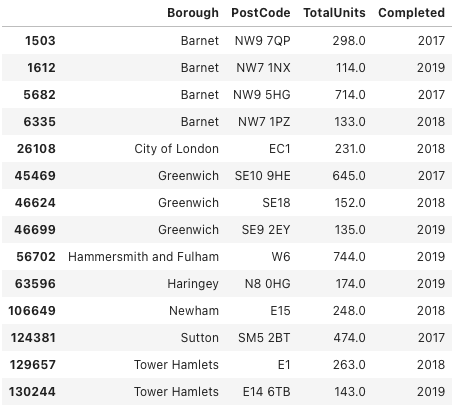 Borough PostCode TotalUnits Completed
1503 Barnet NW9 7QP 298.0 2017
1612 Barnet NW7 1NX 114.0 2019
5682 Barnet NW9 5HG 714.0 2017
6335 Barnet NW7 1PZ 133.0 2018
26108 City of London EC1 231.0 2018
45469 Greenwich SE10 9HE 645.0 2017
46624 Greenwich SE18 152.0 2018
46699 Greenwich SE9 2EY 135.0 2019
56702 Hammersmith and Fulham W6 744.0 2019
63596 Haringey N8 0HG 174.0 2019
106649 Newham E15 248.0 2018
124381 Sutton SM5 2BT 474.0 2017
129657 Tower Hamlets E1 263.0 2018
130244 Tower Hamlets E14 6TB 143.0 2019